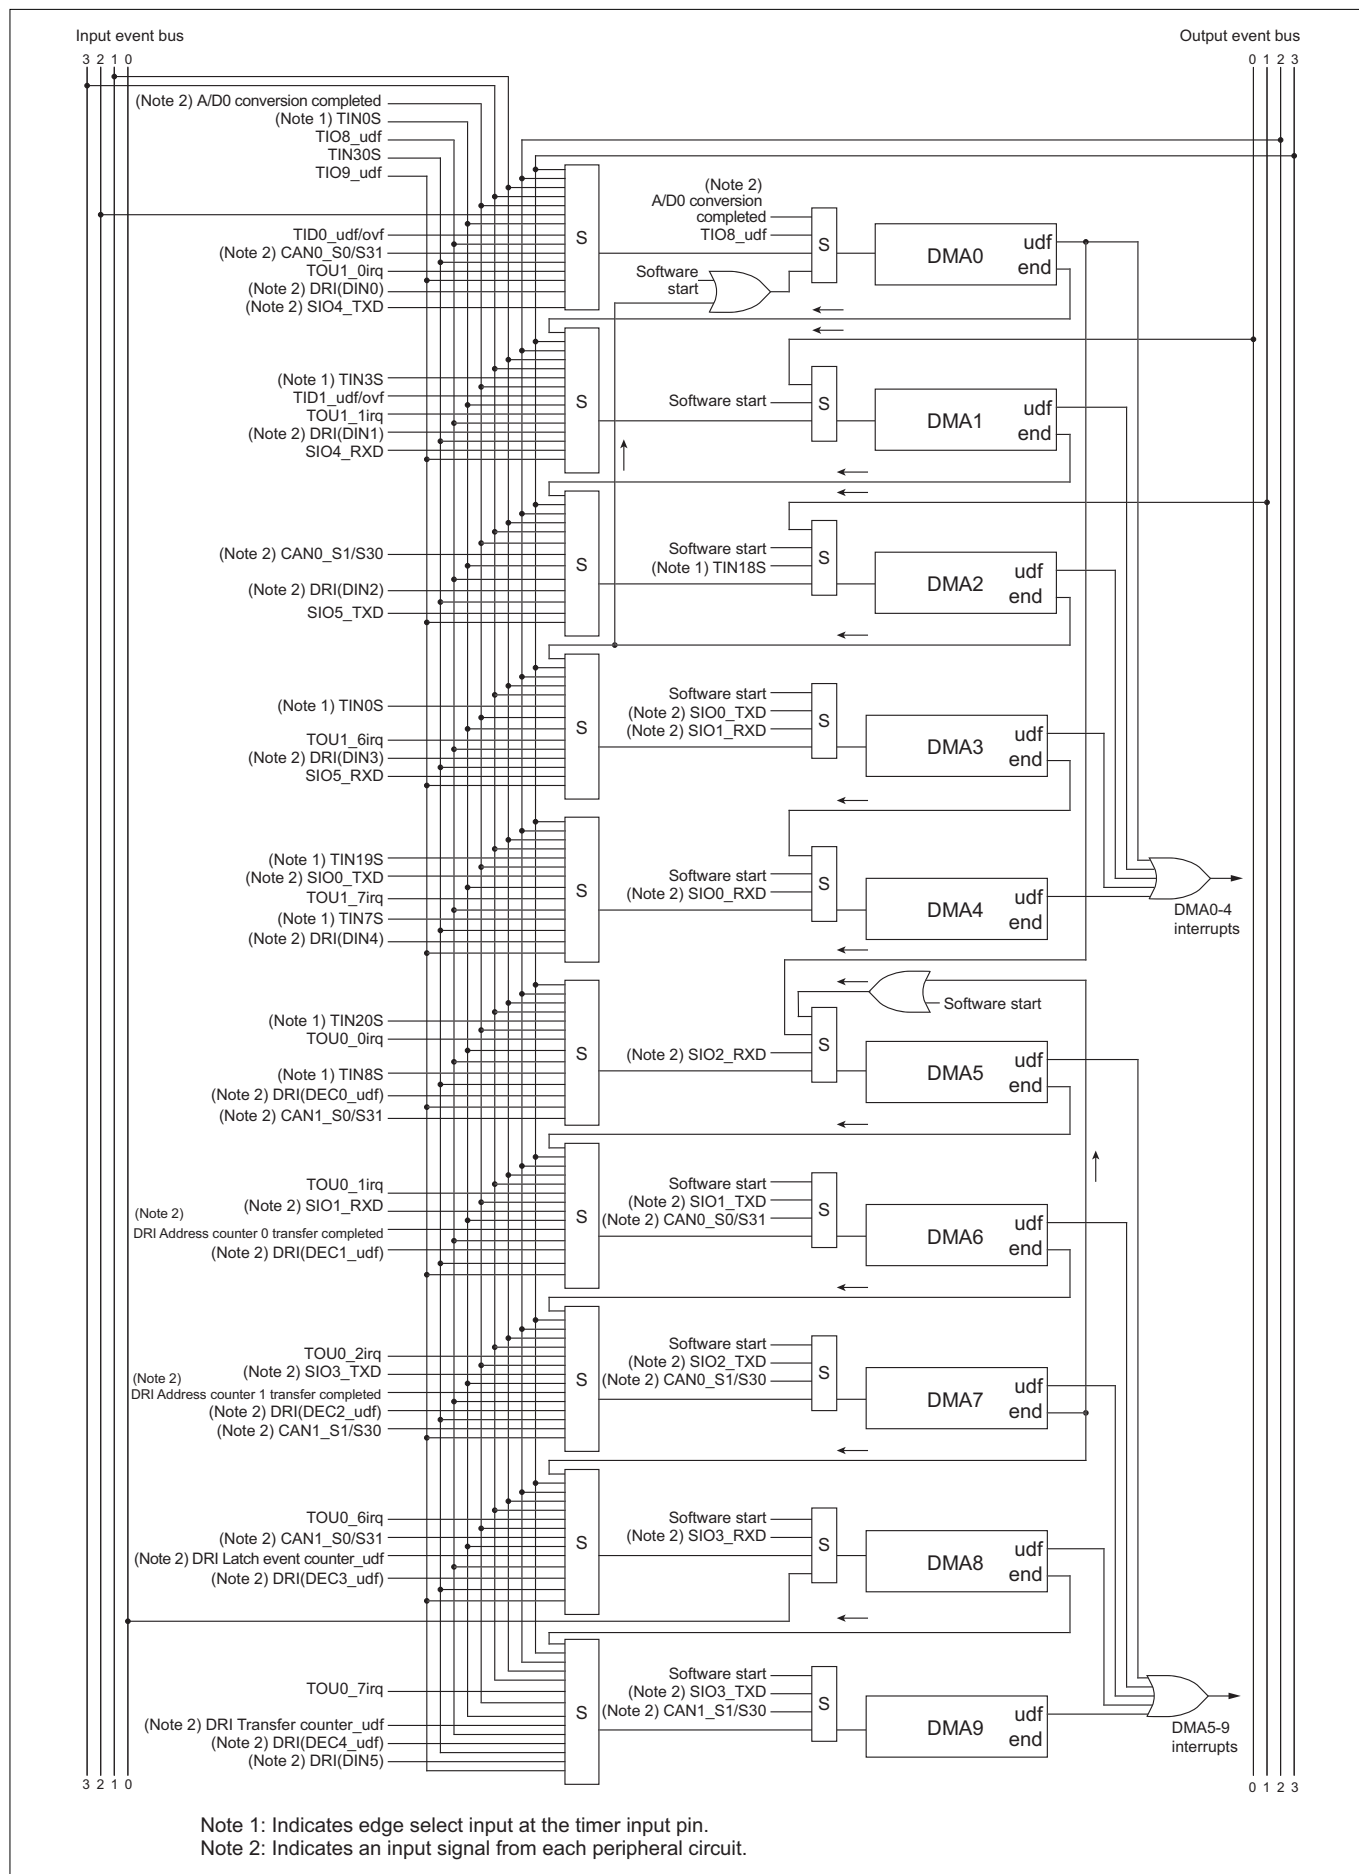 Input event bus
Output event bus
3 2 1 0
0 1 2 3
(Note 2) A/D0 conversion completed
(Note 1) TIN0S
TIO8_udf
TIN30S
TIO9_udf
TID0_udf/ovf
(Note 2) CAN0_S0/S31
TOU1_0irq
(Note 2) DRI(DIN0)
(Note 2) SIO4_TXD
S
(Note 2)
A/D0 conversion
completed
TIO8_udf
Software
start
S
DMA0
udf
end
(Note 1) TIN3S
TID1_udf/ovf
TOU1_1irq
(Note 2) DRI(DIN1)
SIO4_RXD
S
Software start
S
DMA1
udf
end
(Note 2) CAN0_S1/S30
(Note 2) DRI(DIN2)
SIO5_TXD
S
Software start
(Note 1) TIN18S
S
DMA2
udf
end
(Note 1) TIN0S
TOU1_6irq
(Note 2) DRI(DIN3)
SIO5_RXD
S
Software start
(Note 2) SIO0_TXD
(Note 2) SIO1_RXD
S
DMA3
udf
end
(Note 1) TIN19S
(Note 2) SIO0_TXD
TOU1_7irq
(Note 1) TIN7S
(Note 2) DRI(DIN4)
S
Software start
(Note 2) SIO0_RXD
S
DMA4
udf
end
DMA0-4
interrupts
(Note 1) TIN20S
TOU0_0irq
(Note 1) TIN8S
(Note 2) DRI(DEC0_udf)
(Note 2) CAN1_S0/S31
S
Software start
(Note 2) SIO2_RXD
S
DMA5
udf
end
TOU0_1irq
(Note 2) SIO1_RXD
(Note 2)
DRI Address counter 0 transfer completed
(Note 2) DRI(DEC1_udf)
S
Software start
(Note 2) SIO1_TXD
(Note 2) CAN0_S0/S31
S
DMA6
udf
end
TOU0_2irq
(Note 2) SIO3_TXD
(Note 2)
DRI Address counter 1 transfer completed
(Note 2) DRI(DEC2_udf)
(Note 2) CAN1_S1/S30
S
Software start
(Note 2) SIO2_TXD
(Note 2) CAN0_S1/S30
S
DMA7
udf
end
TOU0_6irq
(Note 2) CAN1_S0/S31
(Note 2) DRI Latch event counter_udf
(Note 2) DRI(DEC3_udf)
S
Software start
(Note 2) SIO3_RXD
S
DMA8
udf
end
TOU0_7irq
(Note 2) DRI Transfer counter_udf
(Note 2) DRI(DEC4_udf)
(Note 2) DRI(DIN5)
S
Software start
(Note 2) SIO3_TXD
(Note 2) CAN1_S1/S30
S
DMA9
udf
end
DMA5-9
interrupts
3 2 1 0
0 1 2 3
Note 1: Indicates edge select input at the timer input pin.
Note 2: Indicates an input signal from each peripheral circuit.